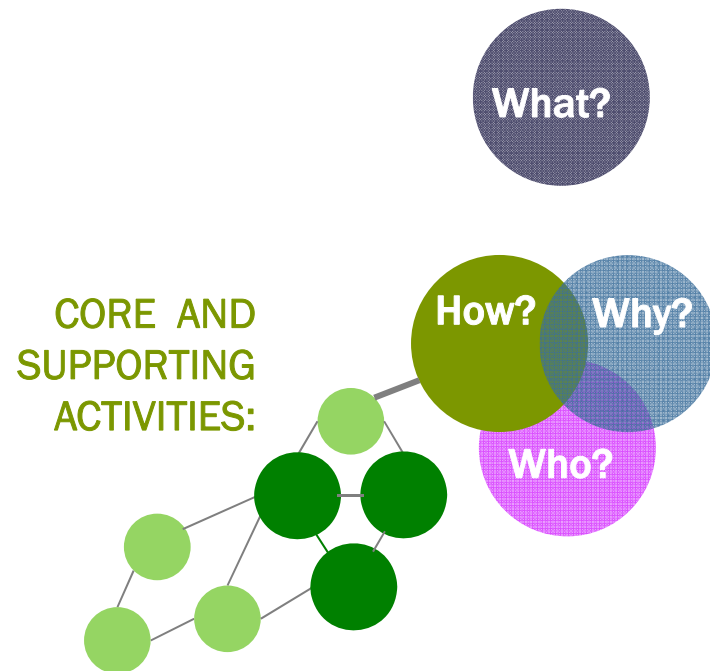 What?
CORE AND
SUPPORTING
ACTIVITIES:
How?
Why?
Who?